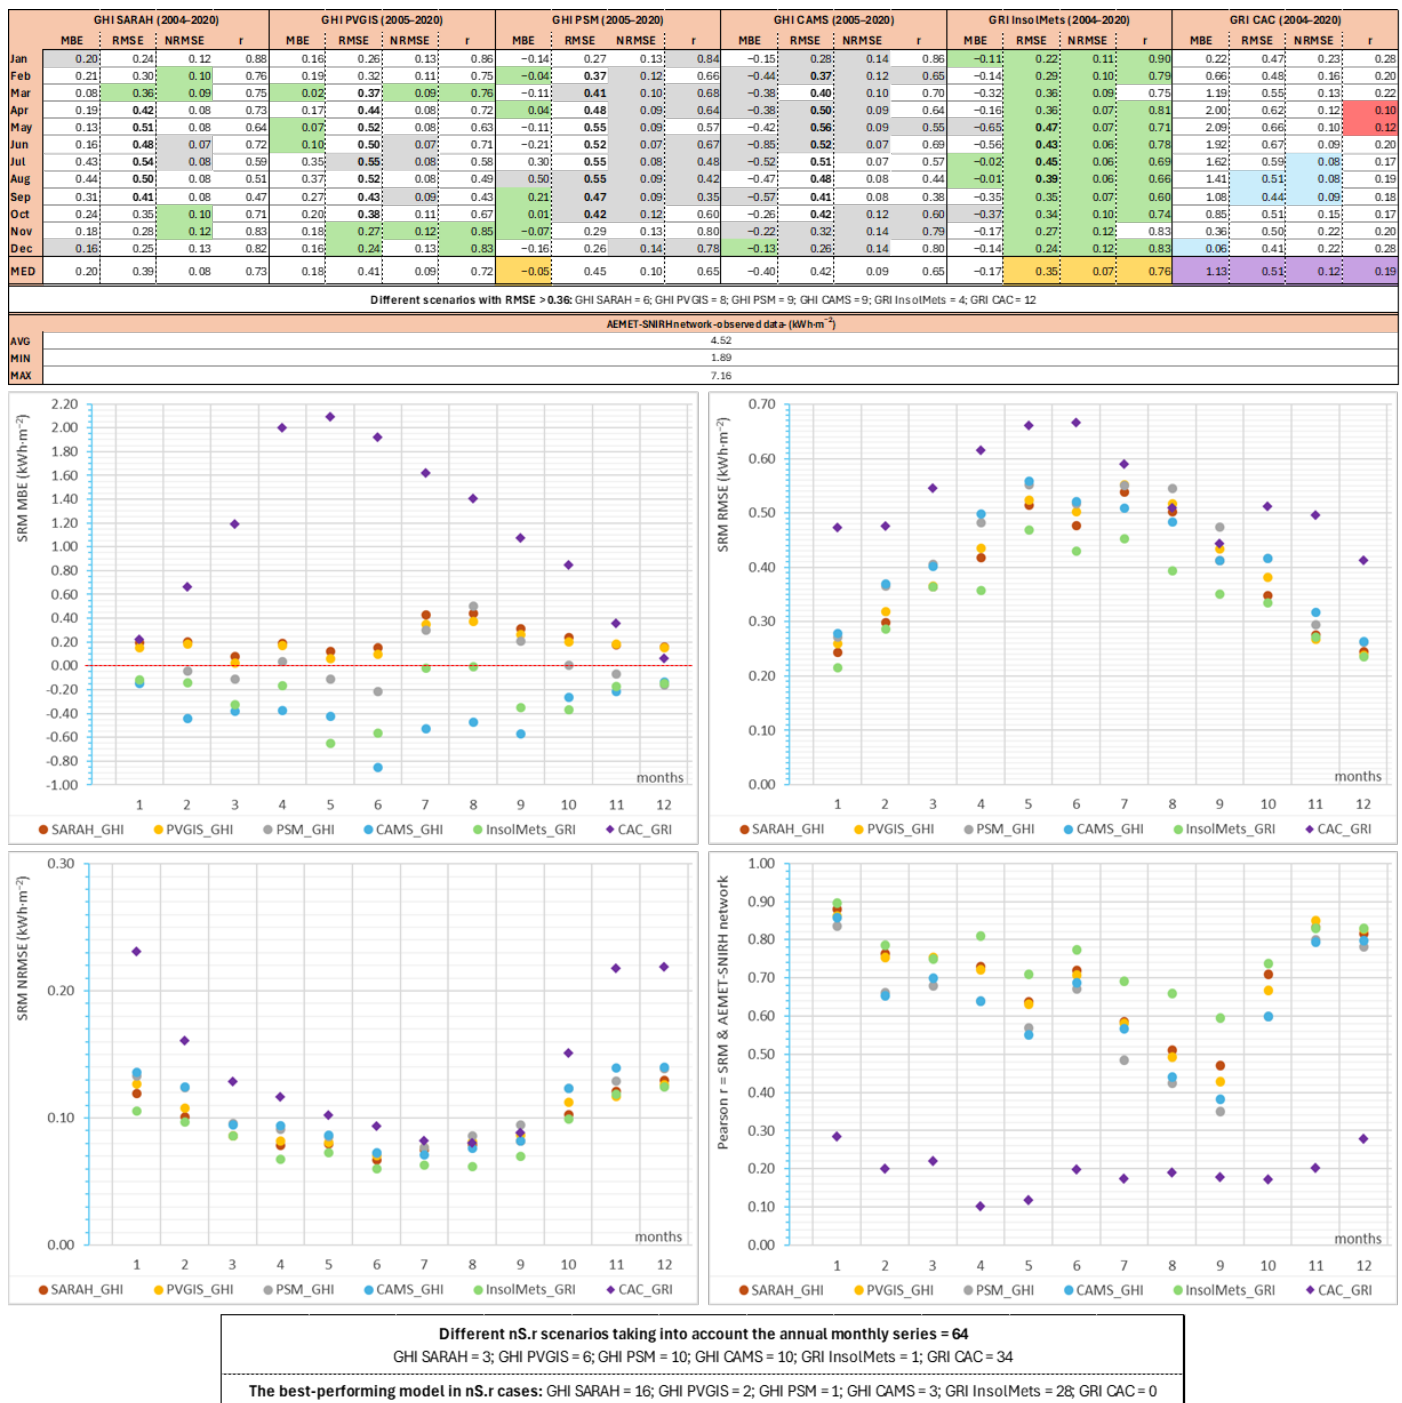 GHI SARAH (2004–2020) GHI PVGIS (2005–2020) GHI PSM (2005–2020) GHI CAMS (2005–2020) GRI InsolMets (2004–2020) GRI CAC (2004–2020)
MBE RMSE NRMSE r MBE RMSE NRMSE r MBE RMSE NRMSE r MBE RMSE NRMSE r MBE RMSE NRMSE r MBE RMSE NRMSE r
Jan 0.20 0.24 0.12 0.88 0.16 0.26 0.13 0.86 −0.14 0.27 0.13 0.84 −0.15 0.28 0.14 0.86 −0.11 0.22 0.11 0.90 0.22 0.47 0.23 0.28
Feb 0.21 0.30 0.10 0.76 0.19 0.32 0.11 0.75 −0.04 0.37 0.12 0.66 −0.44 0.37 0.12 0.65 −0.14 0.29 0.10 0.79 0.66 0.48 0.16 0.20
Mar 0.08 0.36 0.09 0.75 0.02 0.37 0.09 0.76 −0.11 0.41 0.10 0.68 −0.38 0.40 0.10 0.70 −0.32 0.36 0.09 0.75 1.19 0.55 0.13 0.22
Apr 0.19 0.42 0.08 0.73 0.17 0.44 0.08 0.72 0.04 0.48 0.09 0.64 −0.38 0.50 0.09 0.64 −0.16 0.36 0.07 0.81 2.00 0.62 0.12 0.10
May 0.13 0.51 0.08 0.64 0.07 0.52 0.08 0.63 −0.11 0.55 0.09 0.57 −0.42 0.56 0.09 0.55 −0.65 0.47 0.07 0.71 2.09 0.66 0.10 0.12
Jun 0.16 0.48 0.07 0.72 0.10 0.50 0.07 0.71 −0.21 0.52 0.07 0.67 −0.85 0.52 0.07 0.69 −0.56 0.43 0.06 0.78 1.92 0.67 0.09 0.20
Jul 0.43 0.54 0.08 0.59 0.35 0.55 0.08 0.58 0.30 0.55 0.08 0.48 −0.52 0.51 0.07 0.57 −0.02 0.45 0.06 0.69 1.62 0.59 0.08 0.17
Aug 0.44 0.50 0.08 0.51 0.37 0.52 0.08 0.49 0.50 0.55 0.09 0.42 −0.47 0.48 0.08 0.44 −0.01 0.39 0.06 0.66 1.41 0.51 0.08 0.19
Sep 0.31 0.41 0.08 0.47 0.27 0.43 0.09 0.43 0.21 0.47 0.09 0.35 −0.57 0.41 0.08 0.38 −0.35 0.35 0.07 0.60 1.08 0.44 0.09 0.18
Oct 0.24 0.35 0.10 0.71 0.20 0.38 0.11 0.67 0.01 0.42 0.12 0.60 −0.26 0.42 0.12 0.60 −0.37 0.34 0.10 0.74 0.85 0.51 0.15 0.17
Nov 0.18 0.28 0.12 0.83 0.18 0.27 0.12 0.85 −0.07 0.29 0.13 0.80 −0.22 0.32 0.14 0.79 −0.17 0.27 0.12 0.83 0.36 0.50 0.22 0.20
Dec 0.16 0.25 0.13 0.82 0.16 0.24 0.13 0.83 −0.16 0.26 0.14 0.78 −0.13 0.26 0.14 0.80 −0.14 0.24 0.12 0.83 0.06 0.41 0.22 0.28
MED 0.20 0.39 0.08 0.73 0.18 0.41 0.09 0.72 −0.05 0.45 0.10 0.65 −0.40 0.42 0.09 0.65 −0.17 0.35 0.07 0.76 1.13 0.51 0.12 0.19
Different scenarios with RMSE > 0.36: GHI SARAH = 6; GHI PVGIS = 8; GHI PSM = 9; GHI CAMS = 9; GRI InsolMets = 4; GRI CAC = 12
AEMET-SNIRH network -observed data- (kWh·m⁻²)
AVG 4.52
MIN 1.89
MAX 7.16
SRM MBE (kWh·m⁻²)
2.20
2.00
1.80
1.60
1.40
1.20
1.00
0.80
0.60
0.40
0.20
0.00
-0.20
-0.40
-0.60
-0.80
-1.00
months
1 2 3 4 5 6 7 8 9 10 11 12
SARAH_GHI PVGIS_GHI PSM_GHI CAMS_GHI InsolMets_GRI CAC_GRI
SRM RMSE (kWh·m⁻²)
0.70
0.60
0.50
0.40
0.30
0.20
0.10
0.00
months
1 2 3 4 5 6 7 8 9 10 11 12
SARAH_GHI PVGIS_GHI PSM_GHI CAMS_GHI InsolMets_GRI CAC_GRI
SRM NRMSE (kWh·m⁻²)
0.30
0.20
0.10
0.00
months
1 2 3 4 5 6 7 8 9 10 11 12
SARAH_GHI PVGIS_GHI PSM_GHI CAMS_GHI InsolMets_GRI CAC_GRI
Pearson r = SRM & AEMET-SNIRH network
1.00
0.90
0.80
0.70
0.60
0.50
0.40
0.30
0.20
0.10
0.00
months
1 2 3 4 5 6 7 8 9 10 11 12
SARAH_GHI PVGIS_GHI PSM_GHI CAMS_GHI InsolMets_GRI CAC_GRI
Different nS.r scenarios taking into account the annual monthly series = 64
GHI SARAH = 3; GHI PVGIS = 6; GHI PSM = 10; GHI CAMS = 10; GRI InsolMets = 1; GRI CAC = 34
The best-performing model in nS.r cases: GHI SARAH = 16; GHI PVGIS = 2; GHI PSM = 1; GHI CAMS = 3; GRI InsolMets = 28; GRI CAC = 0